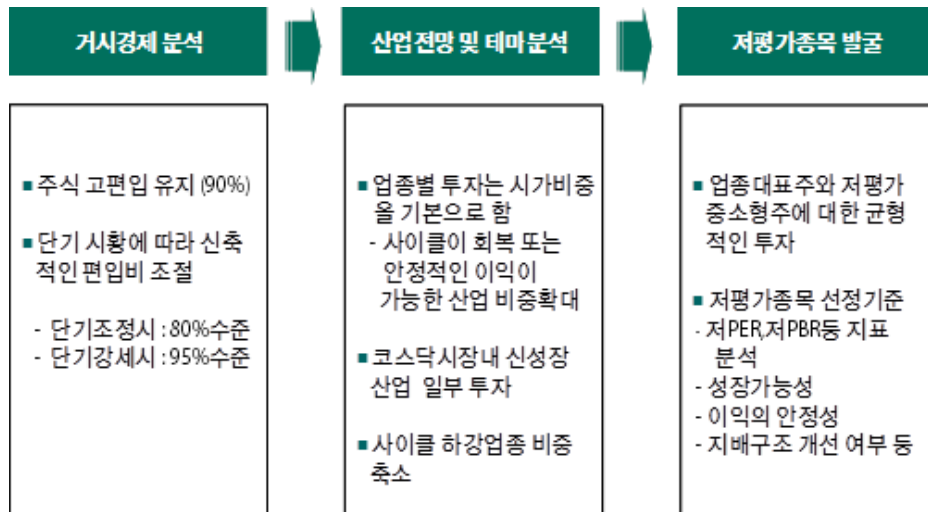 거시경제 분석
산업전망 및 테마분석
저평가종목 발굴
■ 주식 고편입 유지 (90%)
■ 단기 시황에 따라 신축
적인 편입비 조절
- 단기조정시 : 80%수준
- 단기강세시 : 95%수준
■ 업종별 투자는 시가비중
을 기본으로 함
- 사이클이 회복 또는
안정적인 이익이
가능한 산업 비중확대
■ 코스닥시장내 신성장
산업 일부 투자
■ 사이클 하강업종 비중
축소
■ 업종대표주와 저평가
중소형주에 대한 균형
적인 투자
■ 저평가종목 선정기준
- 저PER,저PBR등 지표
분석
- 성장가능성
- 이익의 안정성
- 지배구조 개선 여부 등